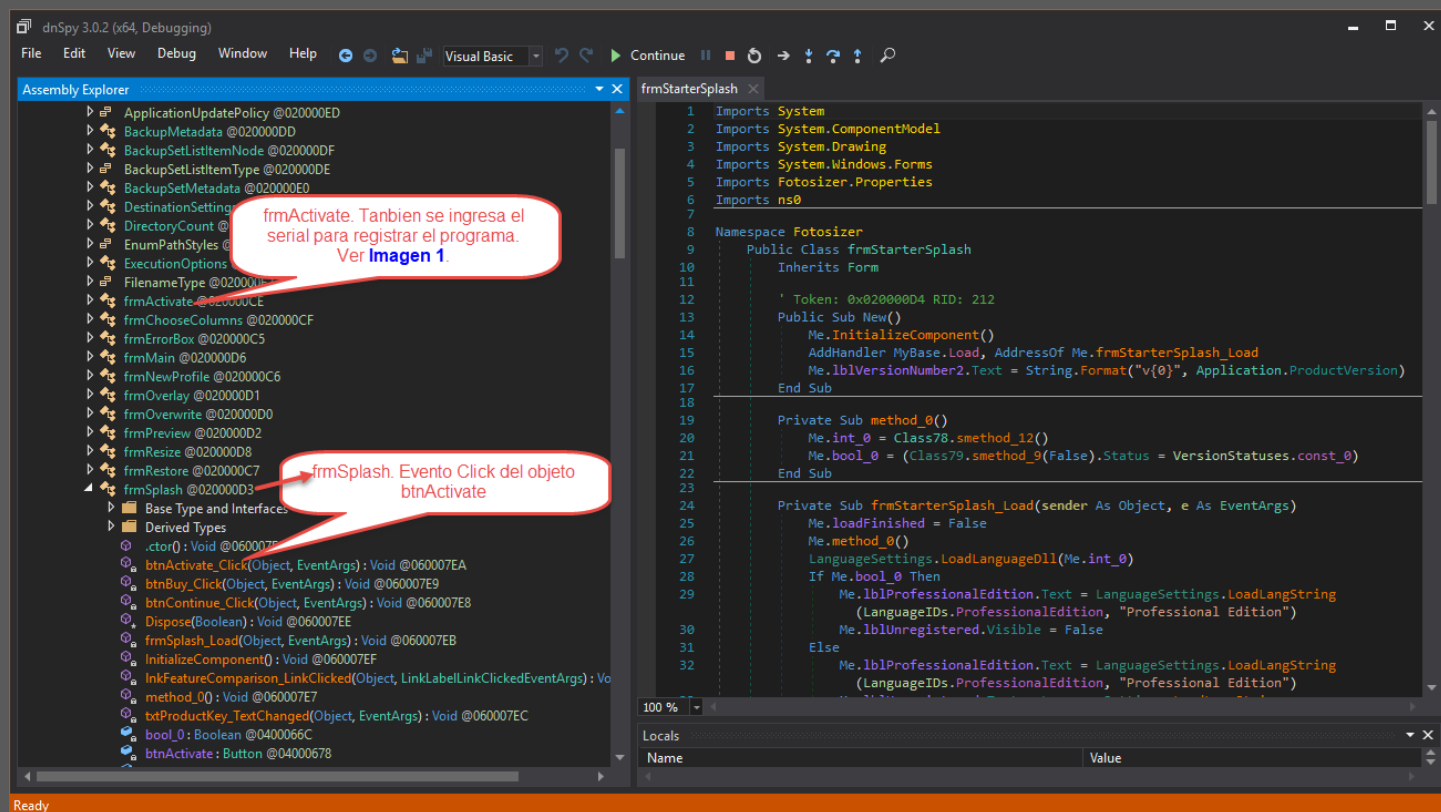 dnSpy 3.0.2 (x64, Debugging)
File Edit View Debug Window Help Visual Basic Continue
Assembly Explorer
ApplicationUpdatePolicy @020000ED
BackupMetadata @020000DD
BackupSetListItemNode @020000DF
BackupSetListItemType @020000DE
BackupSetMetadata @020000E0
DestinationSetting
DirectoryCount @
EnumPathStyles
ExecutionOptions
FilenameType
frmActivate @020000CE
frmChooseColumns @020000CF
frmErrorBox @020000C5
frmMain @020000D6
frmNewProfile @020000C6
frmOverlay @020000D1
frmOverwrite @020000D0
frmPreview @020000D2
frmResize @020000D8
frmRestore @020000C7
frmSplash @020000D3
Base Type and Interfaces
Derived Types
.ctor() : Void
btnActivate_Click(Object, EventArgs) : Void @060007EA
btnBuy_Click(Object, EventArgs) : Void @060007E9
btnContinue_Click(Object, EventArgs) : Void @060007E8
Dispose(Boolean) : Void @060007EE
frmSplash_Load(Object, EventArgs) : Void @060007EB
InitializeComponent() : Void @060007EF
lnkFeatureComparison_LinkClicked(Object, LinkLabelLinkClickedEventArgs) : Vo
method_0() : Void @060007E7
txtProductKey_TextChanged(Object, EventArgs) : Void @060007EC
bool_0 : Boolean @0400066C
btnActivate : Button @04000678
frmActivate. Tanbien se ingresa el
serial para registrar el programa.
Ver Imagen 1.
frmSplash. Evento Click del objeto
btnActivate
frmStarterSplash
1 Imports System
2 Imports System.ComponentModel
3 Imports System.Drawing
4 Imports System.Windows.Forms
5 Imports Fotosizer.Properties
6 Imports ns0
7
8 Namespace Fotosizer
9 Public Class frmStarterSplash
10 Inherits Form
11
12 ' Token: 0x020000D4 RID: 212
13 Public Sub New()
14 Me.InitializeComponent()
15 AddHandler MyBase.Load, AddressOf Me.frmStarterSplash_Load
16 Me.lblVersionNumber2.Text = String.Format("v{0}", Application.ProductVersion)
17 End Sub
18
19 Private Sub method_0()
20 Me.int_0 = Class78.smethod_12()
21 Me.bool_0 = (Class79.smethod_9(False).Status = VersionStatuses.const_0)
22 End Sub
23
24 Private Sub frmStarterSplash_Load(sender As Object, e As EventArgs)
25 Me.loadFinished = False
26 Me.method_0()
27 LanguageSettings.LoadLanguageDll(Me.int_0)
28 If Me.bool_0 Then
29 Me.lblProfessionalEdition.Text = LanguageSettings.LoadLangString
(LanguageIDs.ProfessionalEdition, "Professional Edition")
30 Me.lblUnregistered.Visible = False
31 Else
32 Me.lblProfessionalEdition.Text = LanguageSettings.LoadLangString
(LanguageIDs.ProfessionalEdition, "Professional Edition")
100 %
Locals
Name Value
Ready